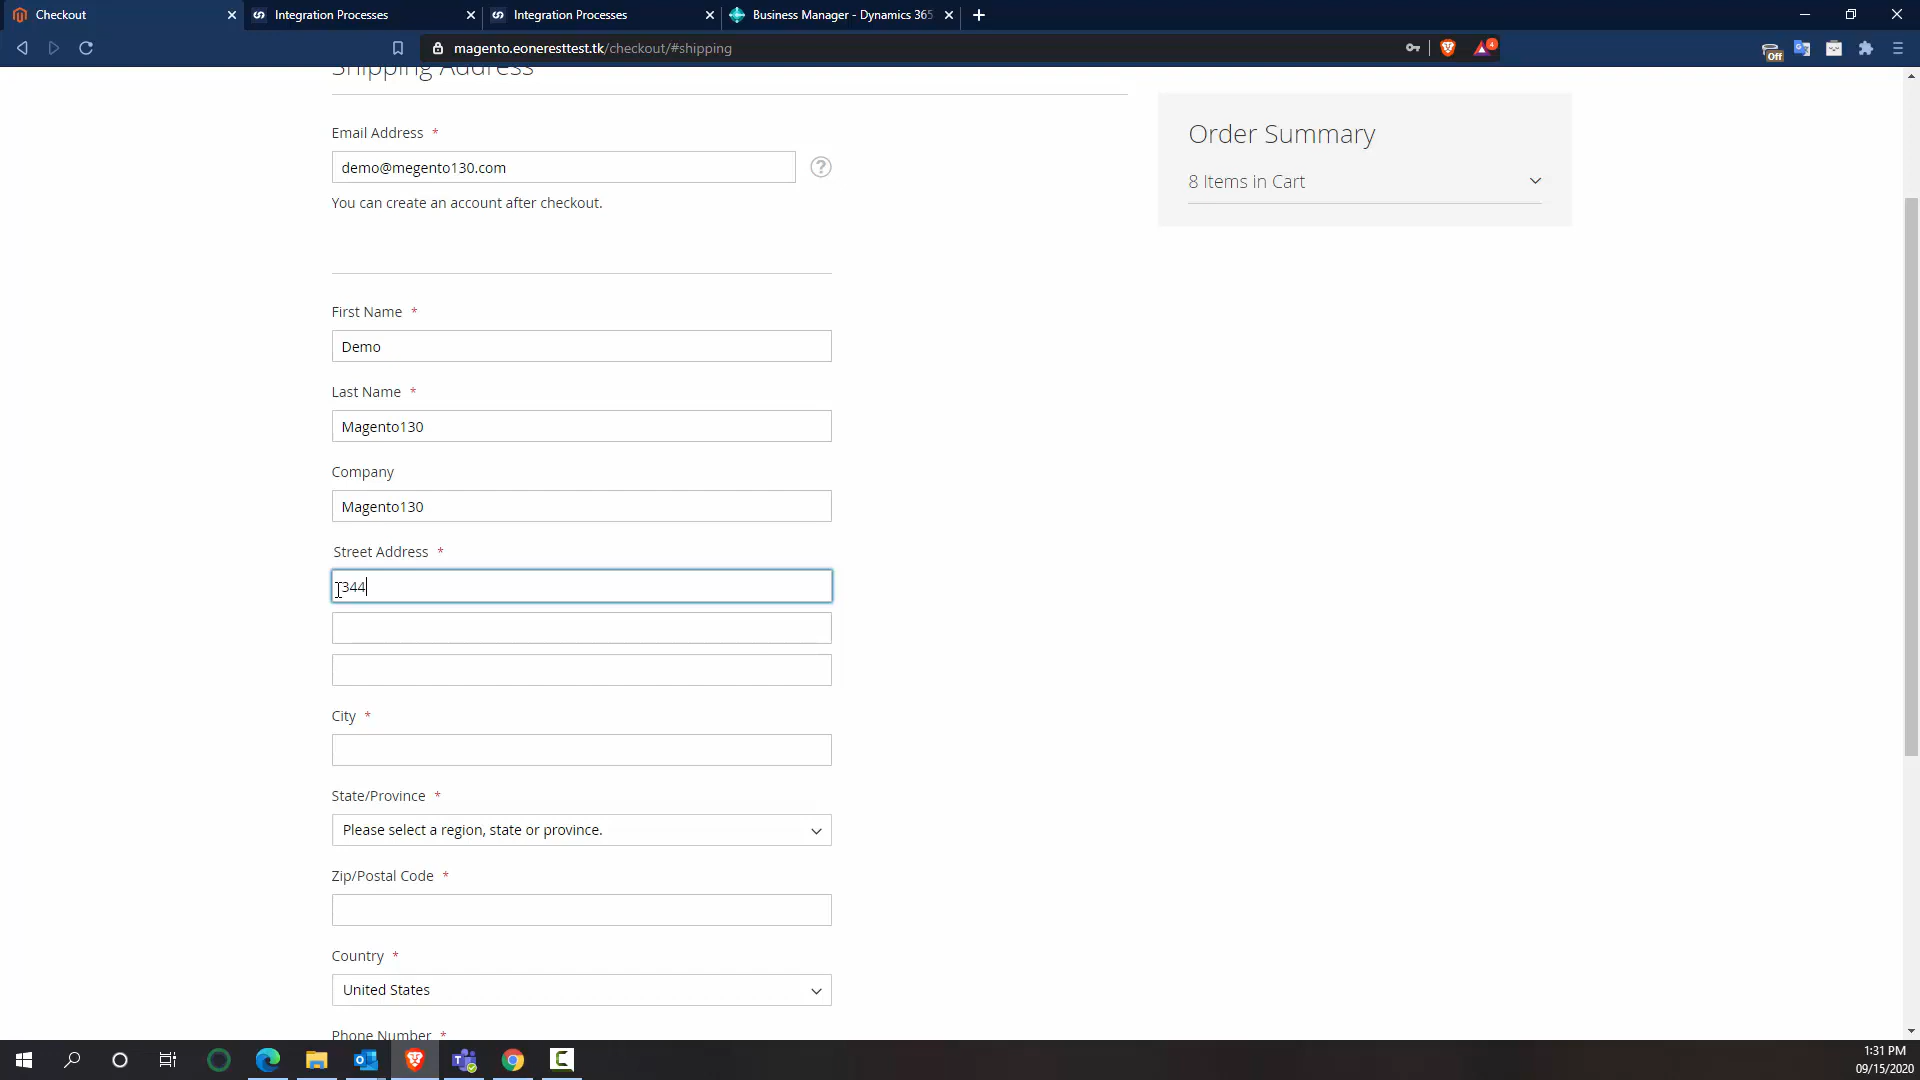 Checkout
Integration Processes
Integration Processes
Business Manager - Dynamics 365
magento.eoneresttest.tk/checkout/#shipping
4
Off
Shipping Address
Email Address *
demo@megento130.com
?
You can create an account after checkout.
Order Summary
8 Items in Cart
First Name *
Demo
Last Name *
Magento130
Company
Magento130
Street Address *
344
City *
State/Province *
Please select a region, state or province.
Zip/Postal Code *
Country *
United States
Phone Number *
1:31 PM
09/15/2020